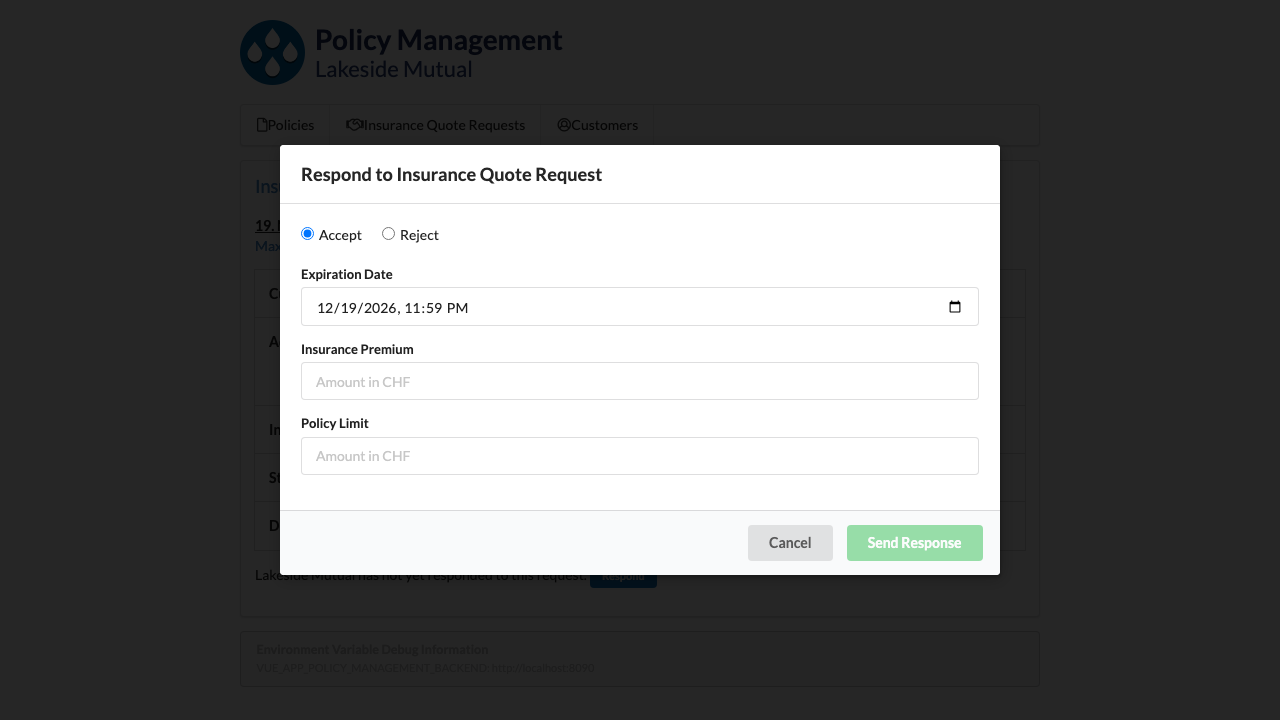 Policy Management
Lakeside Mutual
Policies
Insurance Quote Requests
Customers
Respond to Insurance Quote Request
Accept
Reject
Expiration Date
12/19/2026, 11:59 PM
Insurance Premium
Amount in CHF
Policy Limit
Amount in CHF
Cancel
Send Response
Lakeside Mutual has not yet responded to this request.
Respond
Environment Variable Debug Information
VUE_APP_POLICY_MANAGEMENT_BACKEND: http://localhost:8090